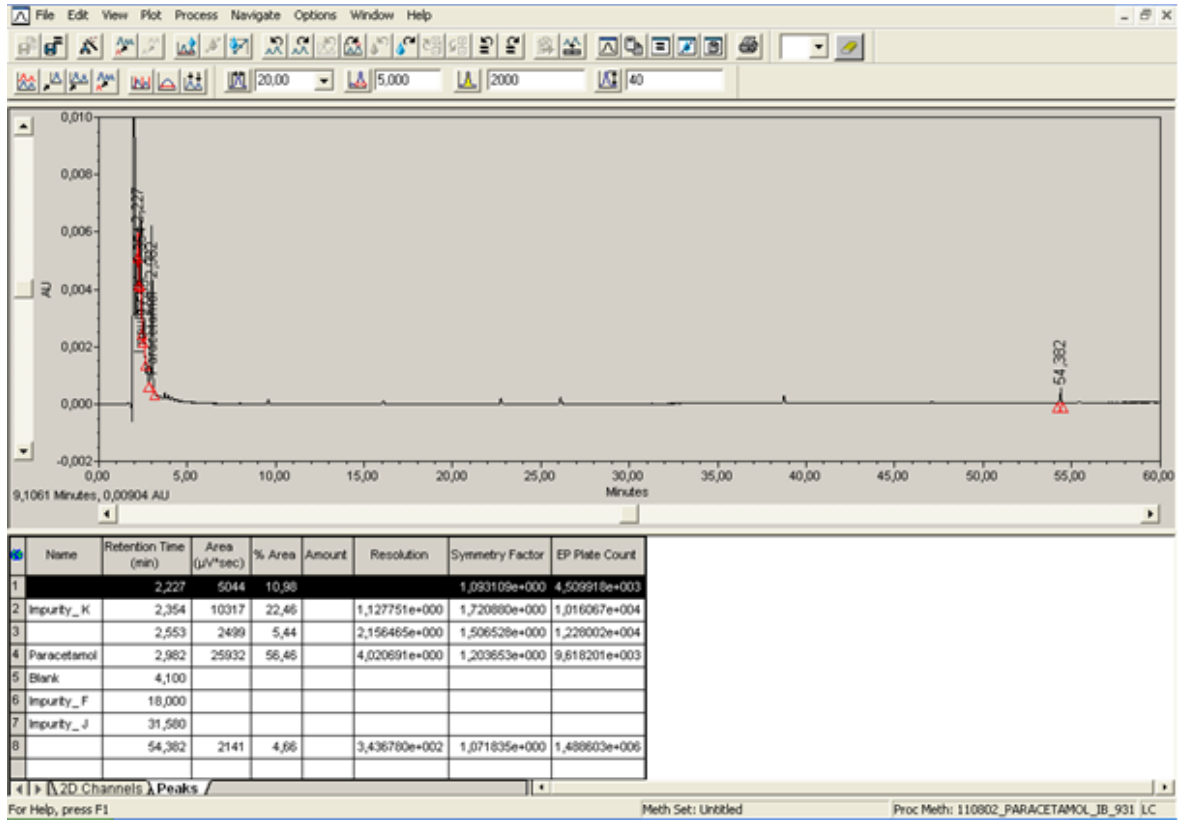 File Edit View Plot Process Navigate Options Window Help
20,00 5,000 2000 40
0,010
0,008
0,006
0,004
0,002
0,000
-0,002
AU
2,227
Paracetamol - 2,982
54,382
0,00 5,00 10,00 15,00 20,00 25,00 30,00 35,00 40,00 45,00 50,00 55,00 60,00
Minutes
9,1061 Minutes, 0,00904 AU
Name Retention Time (min) Area (µV*sec) % Area Amount Resolution Symmetry Factor EP Plate Count
1 2,227 5044 10,98 1,093109e+000 4,509918e+003
2 Impurity_K 2,354 10317 22,46 1,127751e+000 1,720880e+000 1,016067e+004
3 2,553 2499 5,44 2,156465e+000 1,506528e+000 1,228002e+004
4 Paracetamol 2,982 25932 56,46 4,020691e+000 1,203653e+000 9,618201e+003
5 Blank 4,100
6 Impurity_F 18,000
7 Impurity_J 31,580
8 54,382 2141 4,66 3,436780e+002 1,071835e+000 1,488603e+006
2D Channels Peaks
For Help, press F1 Meth Set: Untitled Proc Meth: 110802_PARACETAMOL_IB_931 LC